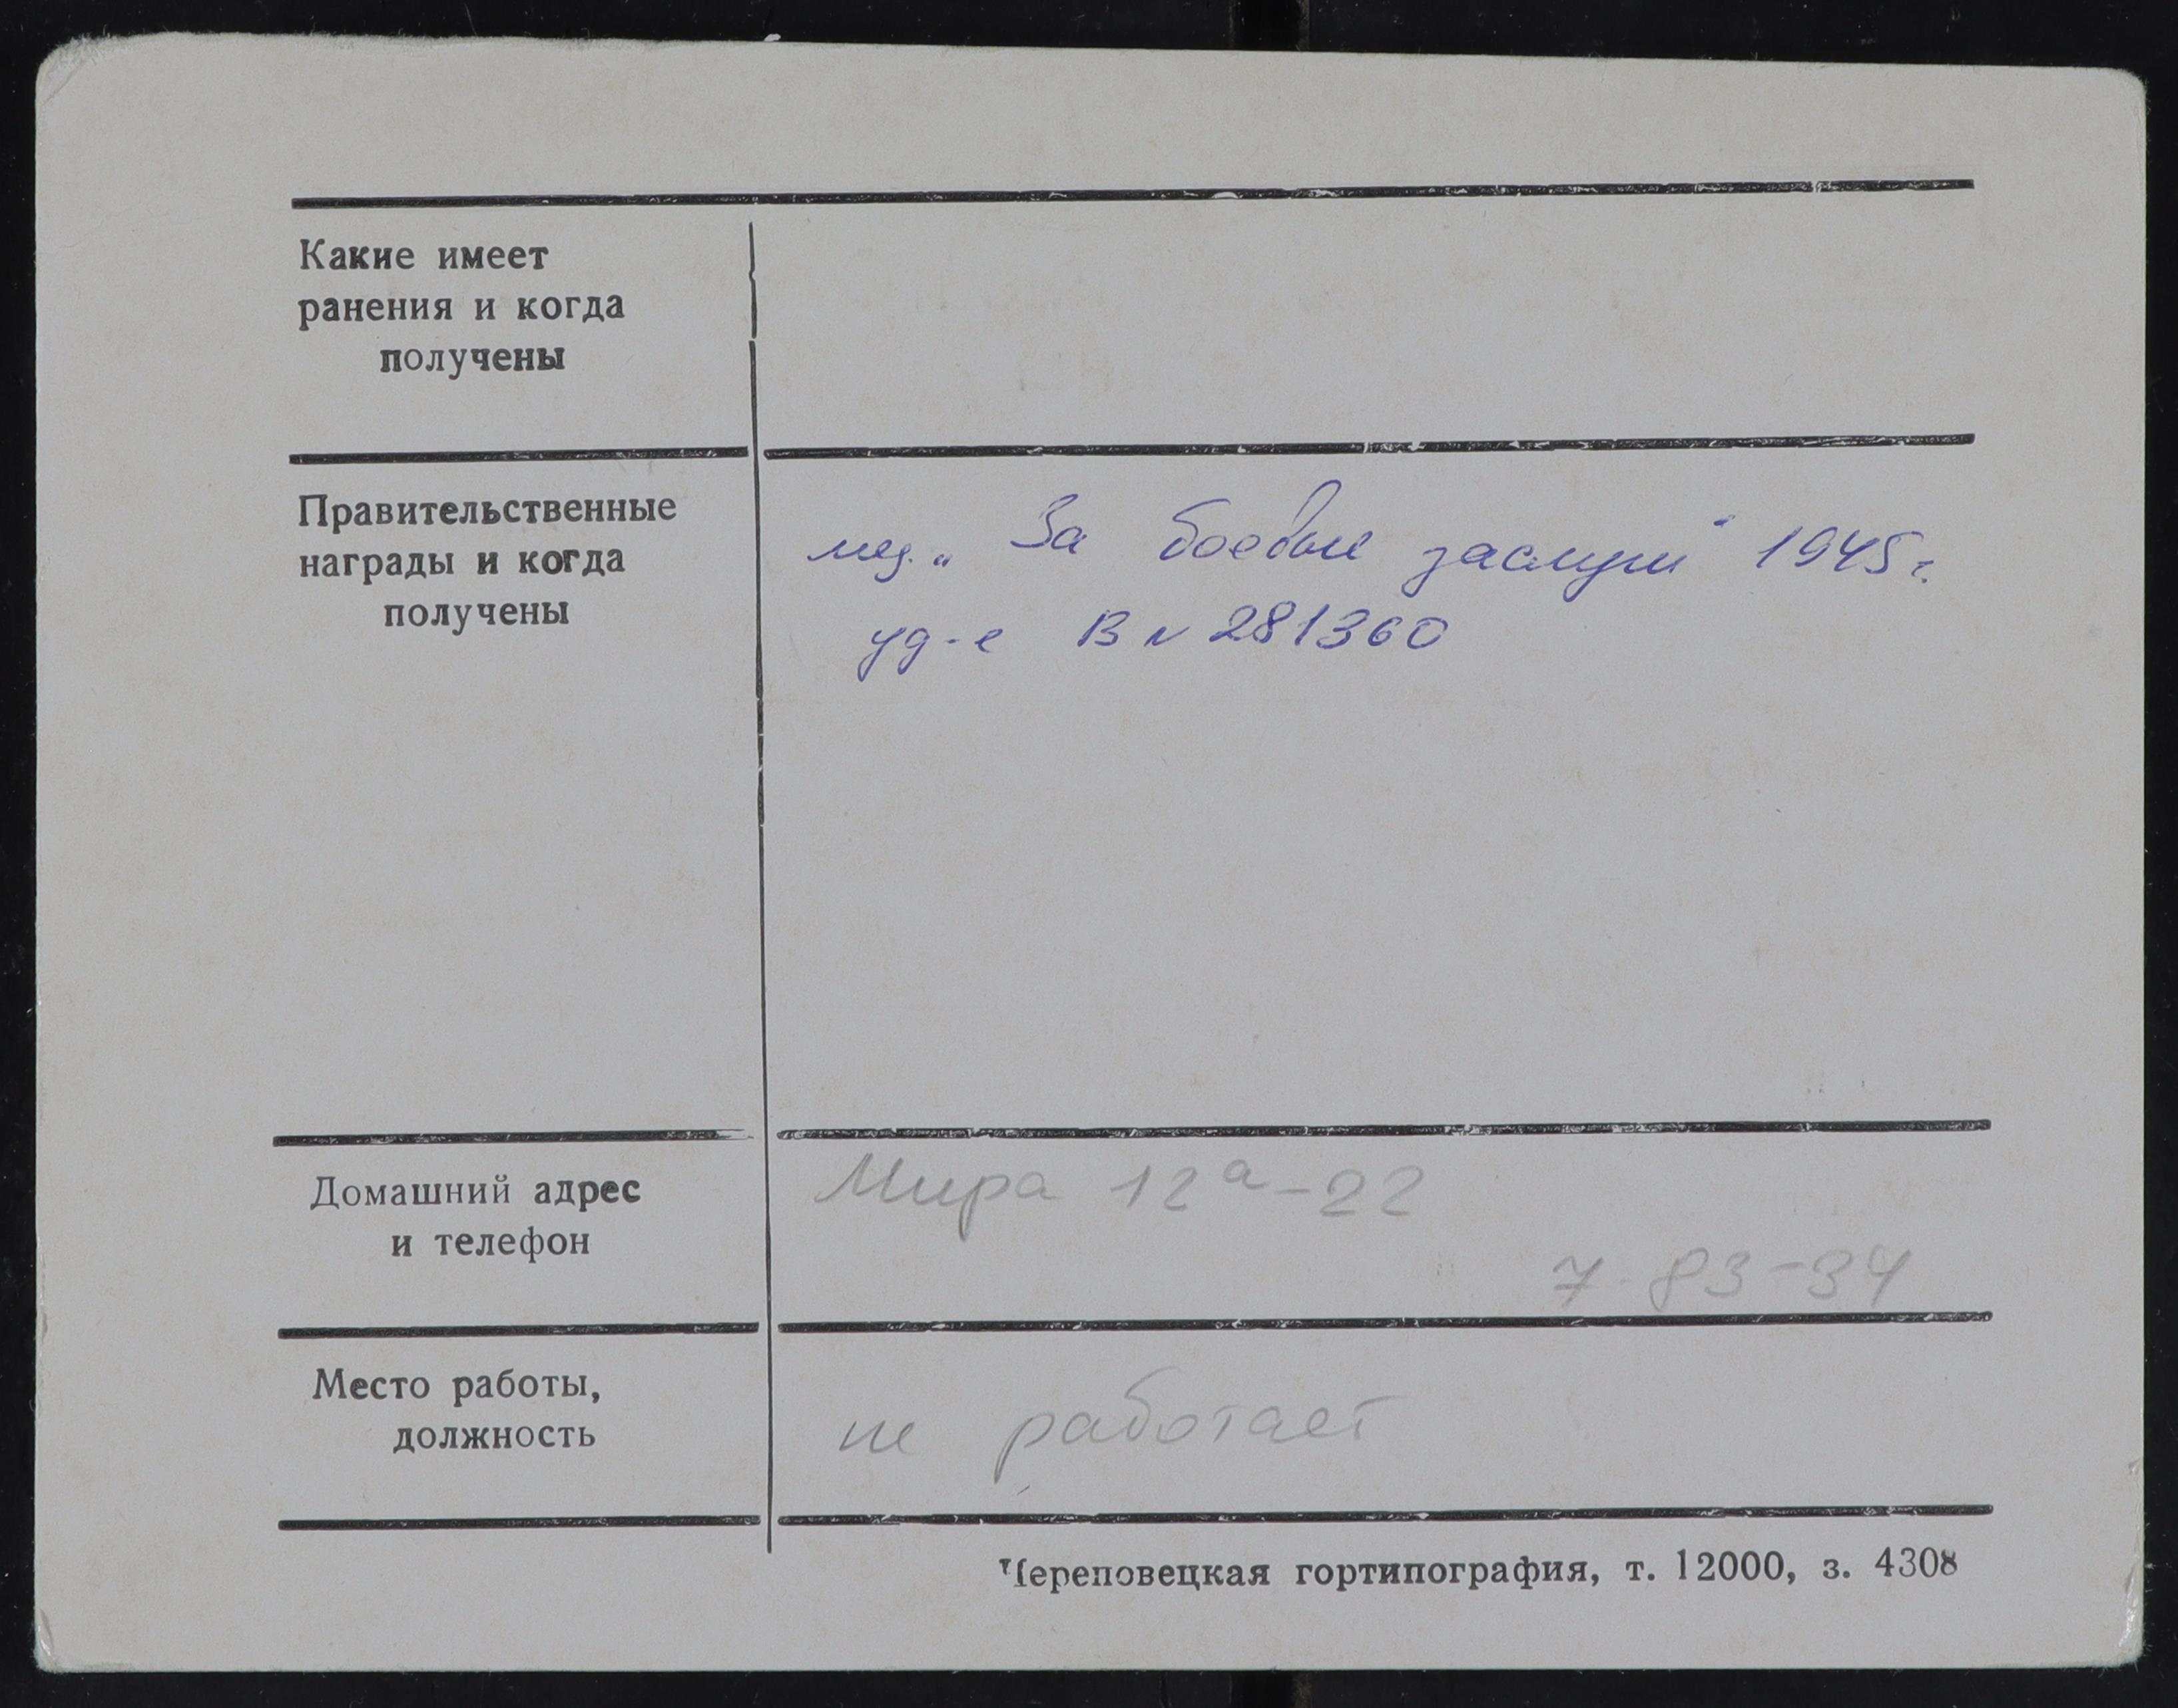 Какие имеет
ранения и когда
получены
Правительственные
награды и когда
получены
мед. „За боевые заслуги" 1945 г.
уд-е В № 281360
Домашний адрес
и телефон
Мира 12а-22
7-83-34
Место работы,
должность
не работает
Череповецкая гортипография, т. 12000, з. 4308